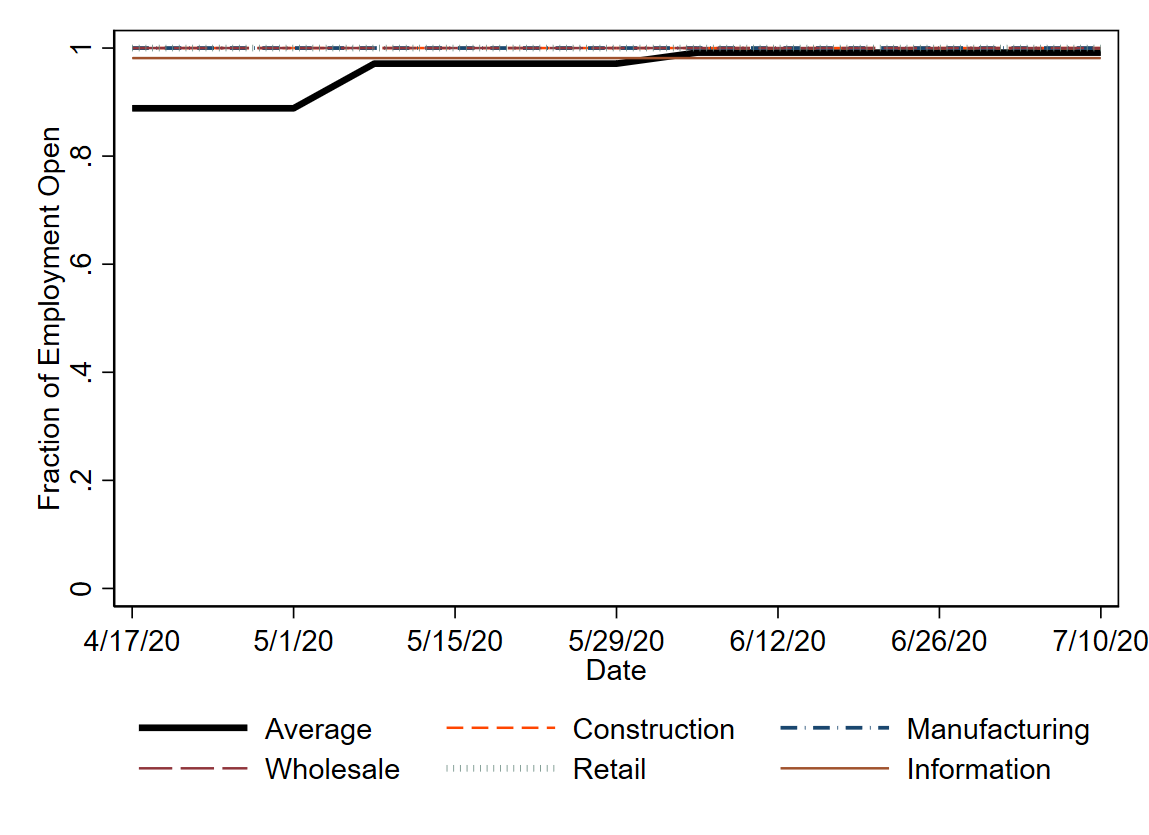 Fraction of Employment Open
1
.8
.6
.4
.2
0
4/17/20 5/1/20 5/15/20 5/29/20 6/12/20 6/26/20 7/10/20
Date
Average Construction Manufacturing
Wholesale Retail Information